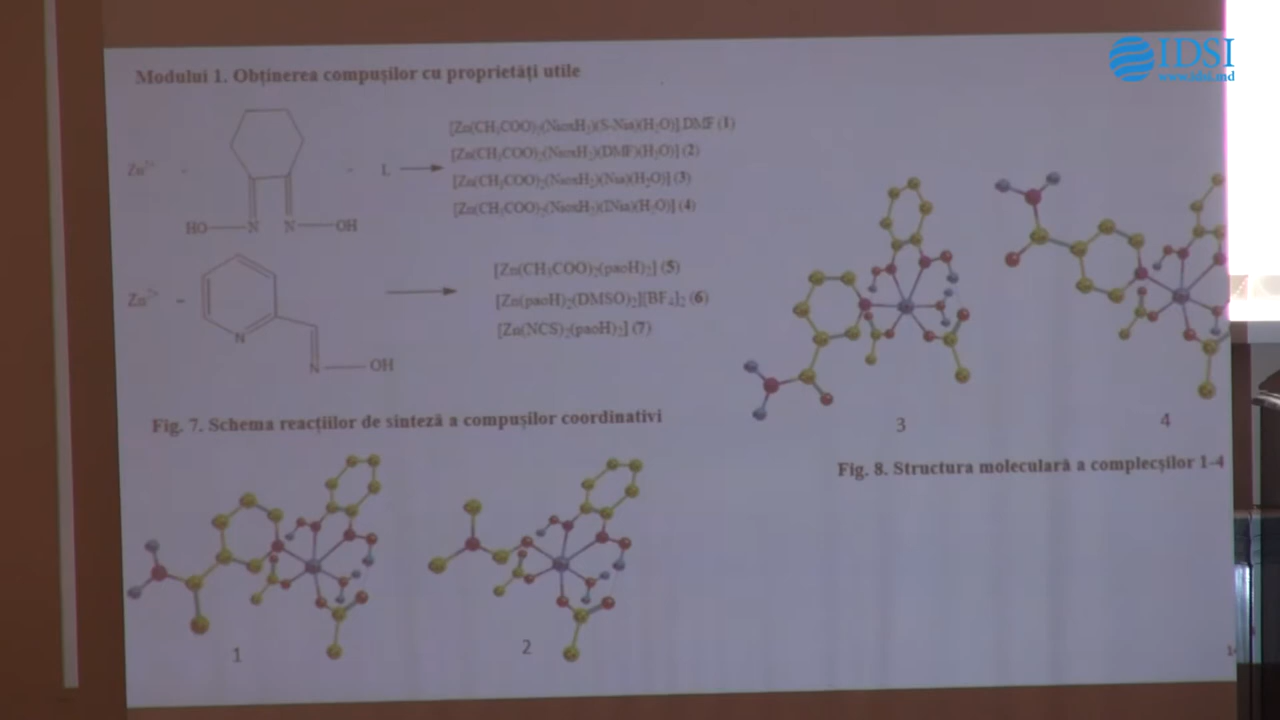 IDSI
www.idsi.md
Modului 1. Obținerea compușilor cu proprietăți utile
[Zn(CH₃COO)₂(NioxH₂)(S-Nia)(H₂O)].DMF (1)
[Zn(CH₃COO)₂(NioxH₂)(DMF)(H₂O)] (2)
Zn²⁺ - L
[Zn(CH₃COO)₂(NioxH₂)(Nia)(H₂O)] (3)
[Zn(CH₃COO)₂(NioxH₂)(INia)(H₂O)] (4)
HO N N OH
[Zn(CH₃COO)₂(paoH)₂] (5)
Zn²⁺
[Zn(paoH)₂(DMSO)₂][BF₄]₂ (6)
[Zn(NCS)₂(paoH)₂] (7)
N
N OH
Fig. 7. Schema reacțiilor de sinteză a compușilor coordinativi
3
4
Fig. 8. Structura moleculară a complecșilor 1-4
1
2